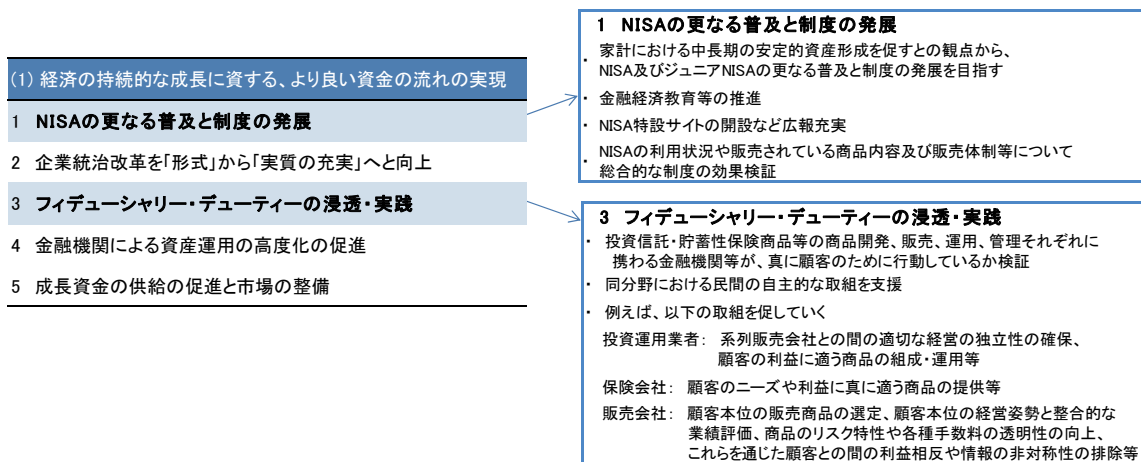 (1) 経済の持続的な成長に資する、より良い資金の流れの実現
1 NISAの更なる普及と制度の発展
2 企業統治改革を「形式」から「実質の充実」へと向上
3 フィデューシャリー・デューティーの浸透・実践
4 金融機関による資産運用の高度化の促進
5 成長資金の供給の促進と市場の整備
1 NISAの更なる普及と制度の発展
・ 家計における中長期の安定的資産形成を促すとの観点から、
NISA及びジュニアNISAの更なる普及と制度の発展を目指す
・ 金融経済教育等の推進
・ NISA特設サイトの開設など広報充実
・ NISAの利用状況や販売されている商品内容及び販売体制等について
総合的な制度の効果検証
3 フィデューシャリー・デューティーの浸透・実践
・ 投資信託・貯蓄性保険商品等の商品開発、販売、運用、管理それぞれに
携わる金融機関等が、真に顧客のために行動しているか検証
・ 同分野における民間の自主的な取組を支援
・ 例えば、以下の取組を促していく
投資運用業者: 系列販売会社との間の適切な経営の独立性の確保、
顧客の利益に適う商品の組成・運用等
保険会社: 顧客のニーズや利益に真に適う商品の提供等
販売会社: 顧客本位の販売商品の選定、顧客本位の経営姿勢と整合的な
業績評価、商品のリスク特性や各種手数料の透明性の向上、
これらを通じた顧客との間の利益相反や情報の非対称性の排除等